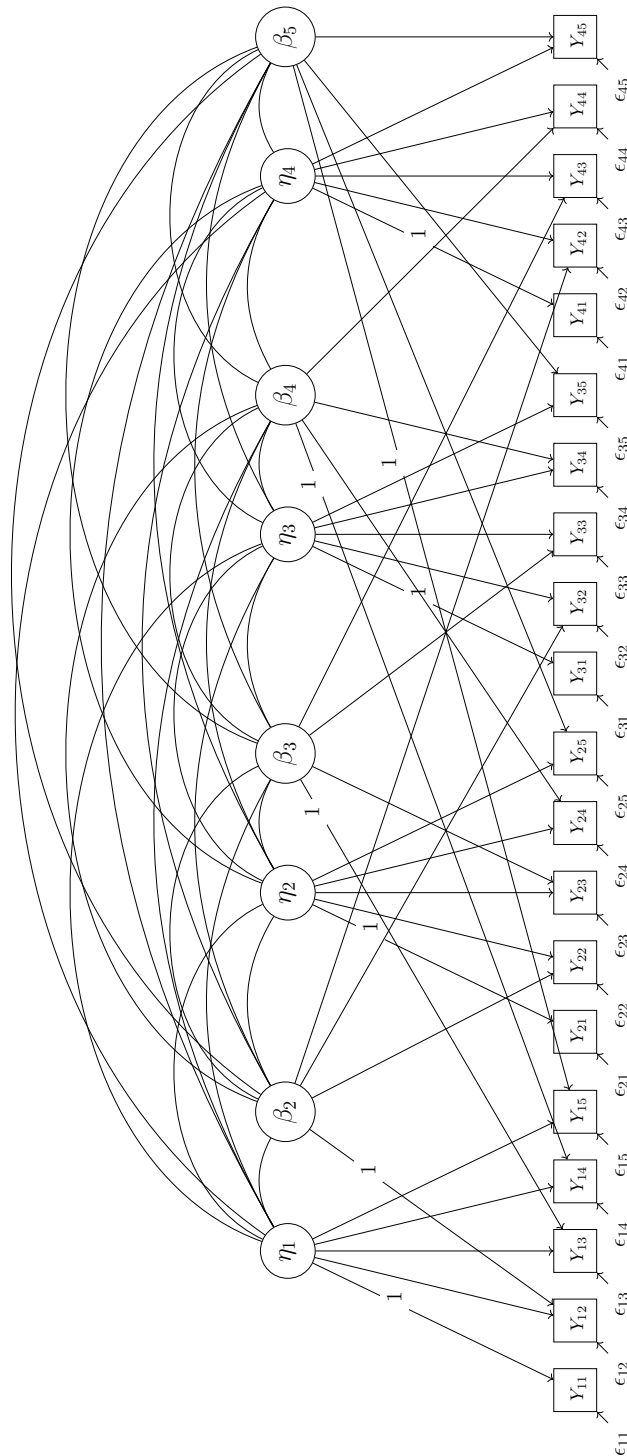 η₁
β₂
η₂
β₃
η₃
β₄
η₄
β₅
1
1
1
1
1
1
1
1
Y₁₁
Y₁₂
Y₁₃
Y₁₄
Y₁₅
Y₂₁
Y₂₂
Y₂₃
Y₂₄
Y₂₅
Y₃₁
Y₃₂
Y₃₃
Y₃₄
Y₃₅
Y₄₁
Y₄₂
Y₄₃
Y₄₄
Y₄₅
ϵ₁₁
ϵ₁₂
ϵ₁₃
ϵ₁₄
ϵ₁₅
ϵ₂₁
ϵ₂₂
ϵ₂₃
ϵ₂₄
ϵ₂₅
ϵ₃₁
ϵ₃₂
ϵ₃₃
ϵ₃₄
ϵ₃₅
ϵ₄₁
ϵ₄₂
ϵ₄₃
ϵ₄₄
ϵ₄₅